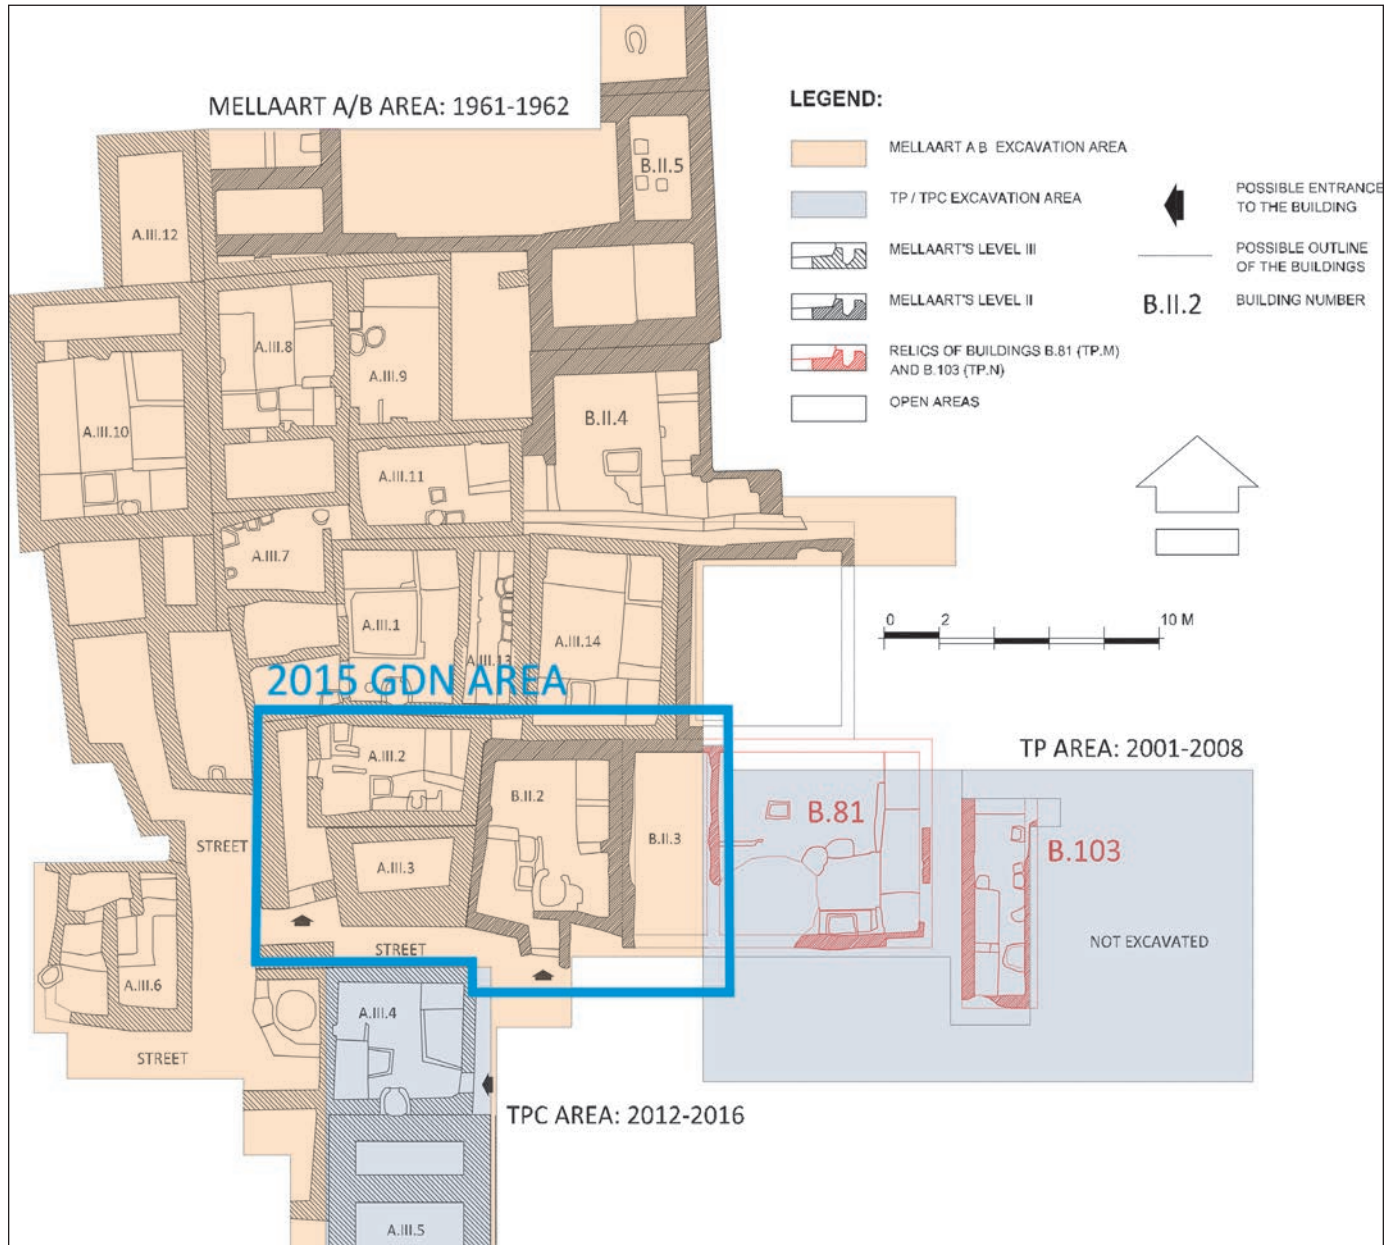 MELLAART A/B AREA: 1961-1962
LEGEND:
MELLAART A B EXCAVATION AREA
TP / TPC EXCAVATION AREA
MELLAART'S LEVEL III
MELLAART'S LEVEL II
RELICS OF BUILDINGS B.81 (TP.M)
AND B.103 (TP.N)
OPEN AREAS
POSSIBLE ENTRANCE
TO THE BUILDING
POSSIBLE OUTLINE
OF THE BUILDINGS
B.II.2
BUILDING NUMBER
B.II.5
A.III.12
A.III.8
A.III.9
A.III.10
B.II.4
A.III.11
A.III.7
A.III.1
A.III.13
A.III.14
0 2 10 M
2015 GDN AREA
A.III.2
B.II.2
B.II.3
A.III.3
STREET
STREET
TP AREA: 2001-2008
B.81
B.103
NOT EXCAVATED
A.III.6
STREET
A.III.4
TPC AREA: 2012-2016
A.III.5